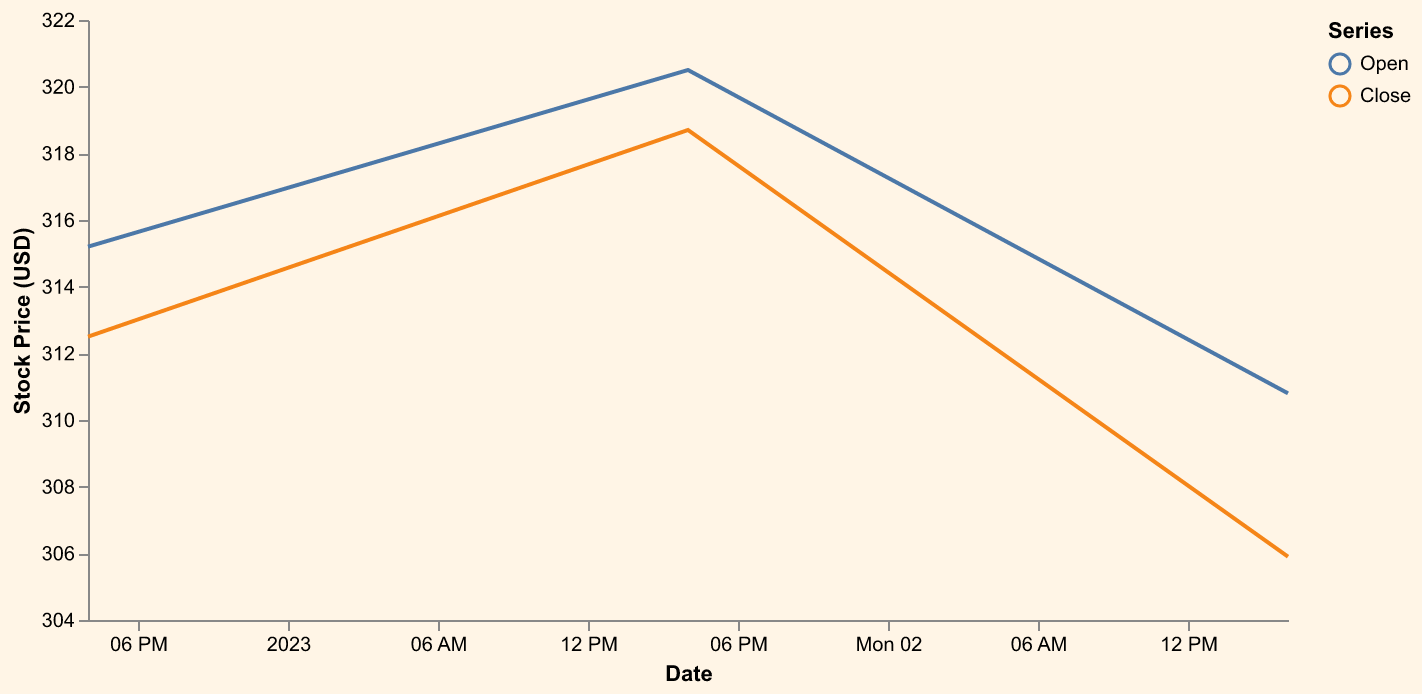 Series
Open
Close
Stock Price (USD)
322
320
318
316
314
312
310
308
306
304
06 PM
2023
06 AM
12 PM
06 PM
Mon 02
06 AM
12 PM
Date